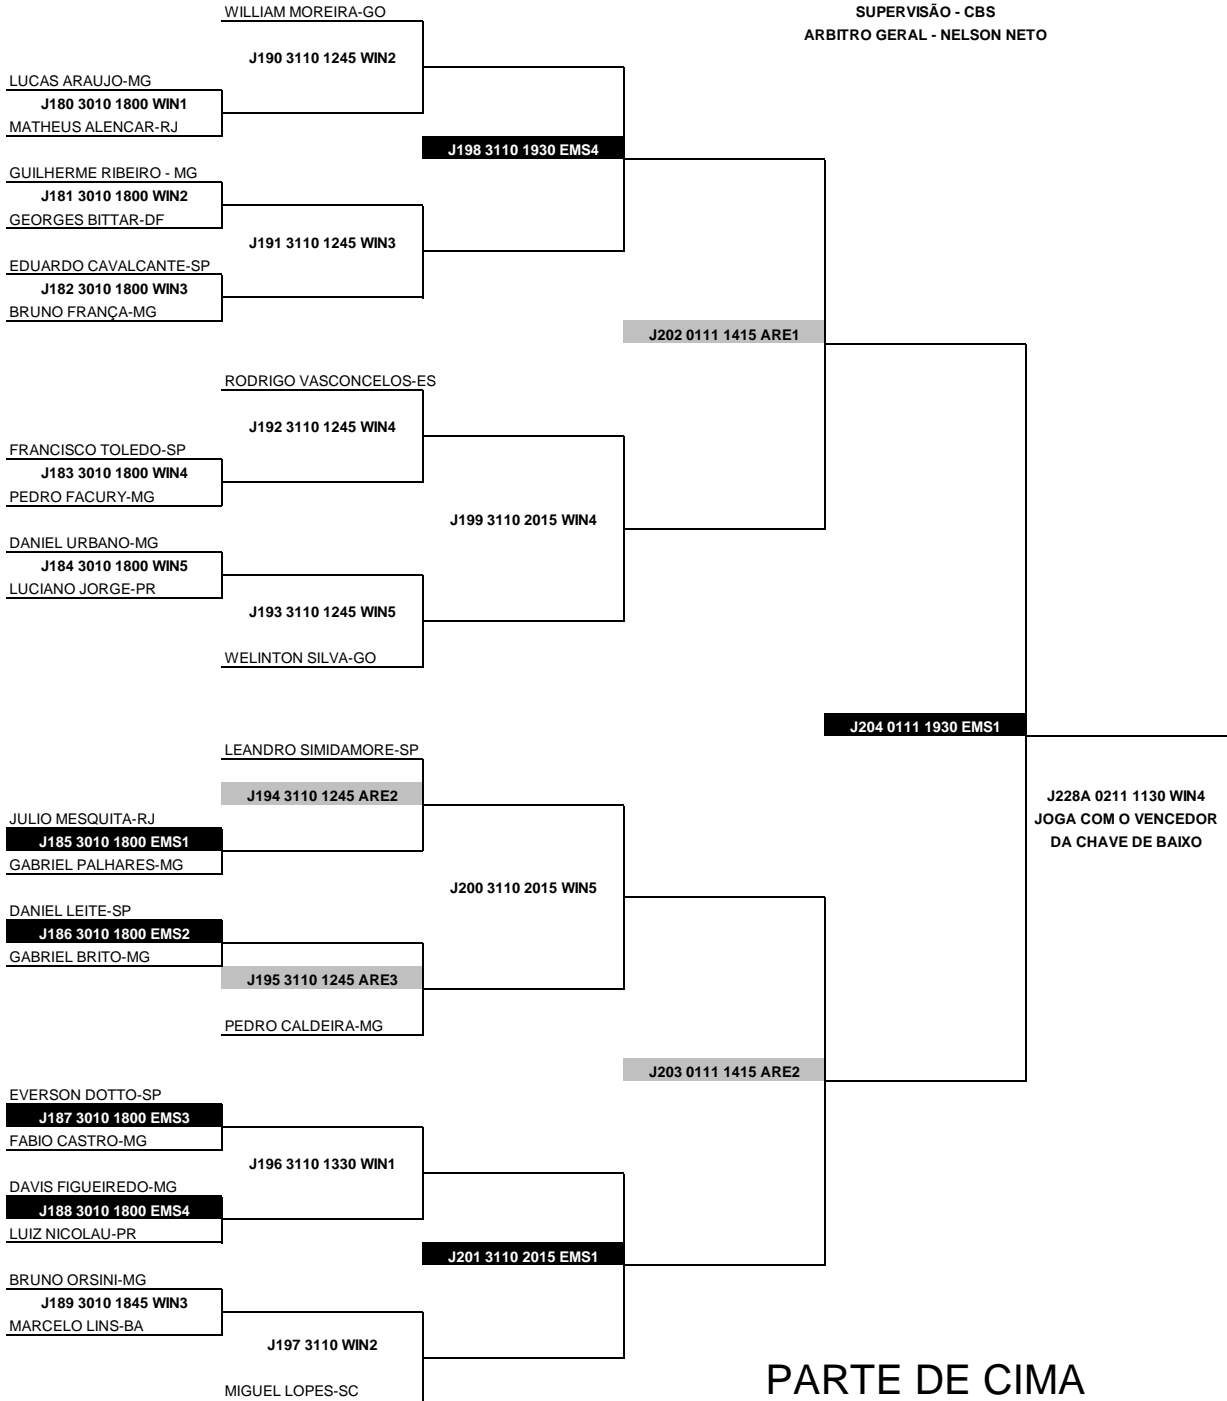 WILLIAM MOREIRA-GO
SUPERVISÃO - CBS
ARBITRO GERAL - NELSON NETO
J190 3110 1245 WIN2
LUCAS ARAUJO-MG
J180 3010 1800 WIN1
MATHEUS ALENCAR-RJ
J198 3110 1930 EMS4
GUILHERME RIBEIRO - MG
J181 3010 1800 WIN2
GEORGES BITTAR-DF
J191 3110 1245 WIN3
EDUARDO CAVALCANTE-SP
J182 3010 1800 WIN3
BRUNO FRANÇA-MG
J202 0111 1415 ARE1
RODRIGO VASCONCELOS-ES
J192 3110 1245 WIN4
FRANCISCO TOLEDO-SP
J183 3010 1800 WIN4
PEDRO FACURY-MG
J199 3110 2015 WIN4
DANIEL URBANO-MG
J184 3010 1800 WIN5
LUCIANO JORGE-PR
J193 3110 1245 WIN5
WELINTON SILVA-GO
J204 0111 1930 EMS1
LEANDRO SIMIDAMORE-SP
J194 3110 1245 ARE2
J228A 0211 1130 WIN4
JOGA COM O VENCEDOR
DA CHAVE DE BAIXO
JULIO MESQUITA-RJ
J185 3010 1800 EMS1
GABRIEL PALHARES-MG
J200 3110 2015 WIN5
DANIEL LEITE-SP
J186 3010 1800 EMS2
GABRIEL BRITO-MG
J195 3110 1245 ARE3
PEDRO CALDEIRA-MG
J203 0111 1415 ARE2
EVERSON DOTTO-SP
J187 3010 1800 EMS3
FABIO CASTRO-MG
J196 3110 1330 WIN1
DAVIS FIGUEIREDO-MG
J188 3010 1800 EMS4
LUIZ NICOLAU-PR
J201 3110 2015 EMS1
BRUNO ORSINI-MG
J189 3010 1845 WIN3
MARCELO LINS-BA
J197 3110 WIN2
MIGUEL LOPES-SC
PARTE DE CIMA